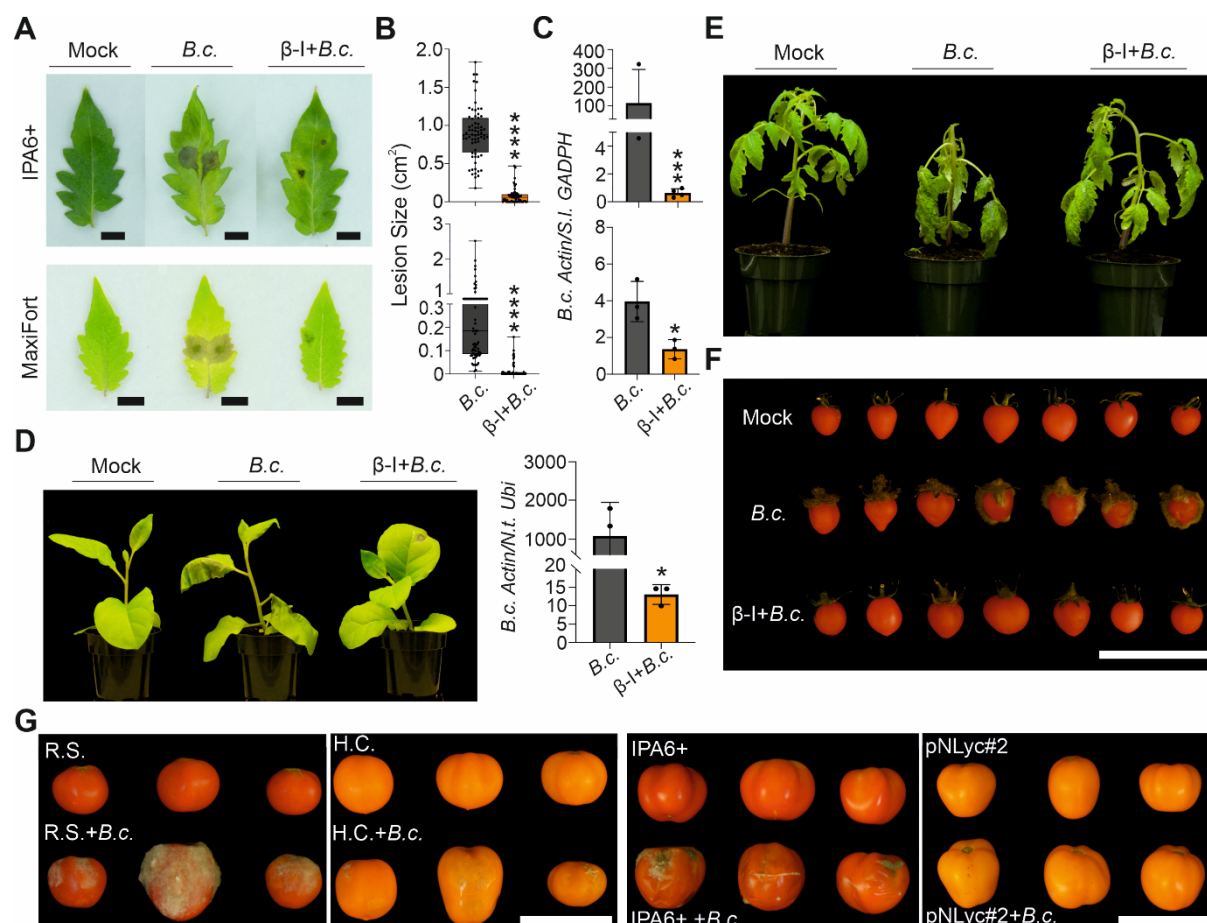 A
Mock
B.c.
β-I+B.c.
IPA6+
MaxiFort
B
Lesion Size (cm²)
2.0
1.5
1.0
0.5
0
****
3
2
1
0.3
0.2
0.1
0
****
B.c.
β-I+B.c.
C
B.c. Actin/S.l. GADPH
400
300
200
100
6
4
2
0
***
8
6
4
2
0
*
B.c.
β-I+B.c.
D
Mock
B.c.
β-I+B.c.
B.c. Actin/N.t. Ubi
3000
2000
1000
20
15
10
5
0
*
B.c.
β-I+B.c.
E
Mock
B.c.
β-I+B.c.
F
Mock
B.c.
β-I+B.c.
G
R.S.
R.S.+B.c.
H.C.
H.C.+B.c.
IPA6+
IPA6+ +B.c.
pNLyc#2
pNLyc#2+B.c.